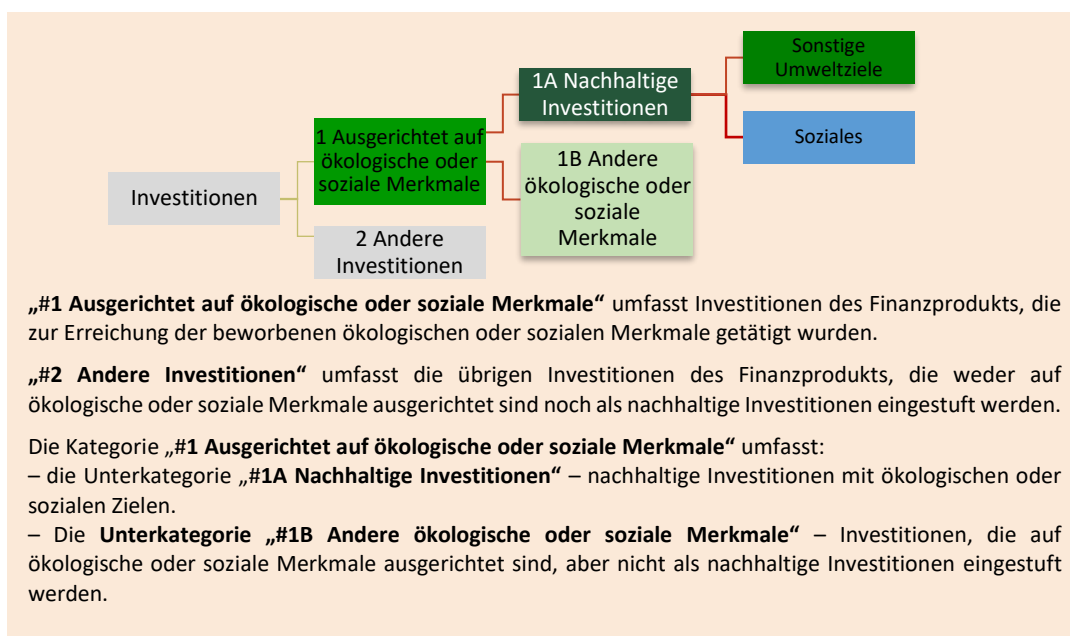 Sonstige
Umweltziele
1A Nachhaltige
Investitionen
Soziales
1 Ausgerichtet auf
ökologische oder
soziale Merkmale
1B Andere
ökologische oder
soziale
Merkmale
Investitionen
2 Andere
Investitionen
„#1 Ausgerichtet auf ökologische oder soziale Merkmale“ umfasst Investitionen des Finanzprodukts, die
zur Erreichung der beworbenen ökologischen oder sozialen Merkmale getätigt wurden.
„#2 Andere Investitionen“ umfasst die übrigen Investitionen des Finanzprodukts, die weder auf
ökologische oder soziale Merkmale ausgerichtet sind noch als nachhaltige Investitionen eingestuft werden.
Die Kategorie „#1 Ausgerichtet auf ökologische oder soziale Merkmale“ umfasst:
– die Unterkategorie „#1A Nachhaltige Investitionen“ – nachhaltige Investitionen mit ökologischen oder
sozialen Zielen.
– Die Unterkategorie „#1B Andere ökologische oder soziale Merkmale“ – Investitionen, die auf
ökologische oder soziale Merkmale ausgerichtet sind, aber nicht als nachhaltige Investitionen eingestuft
werden.